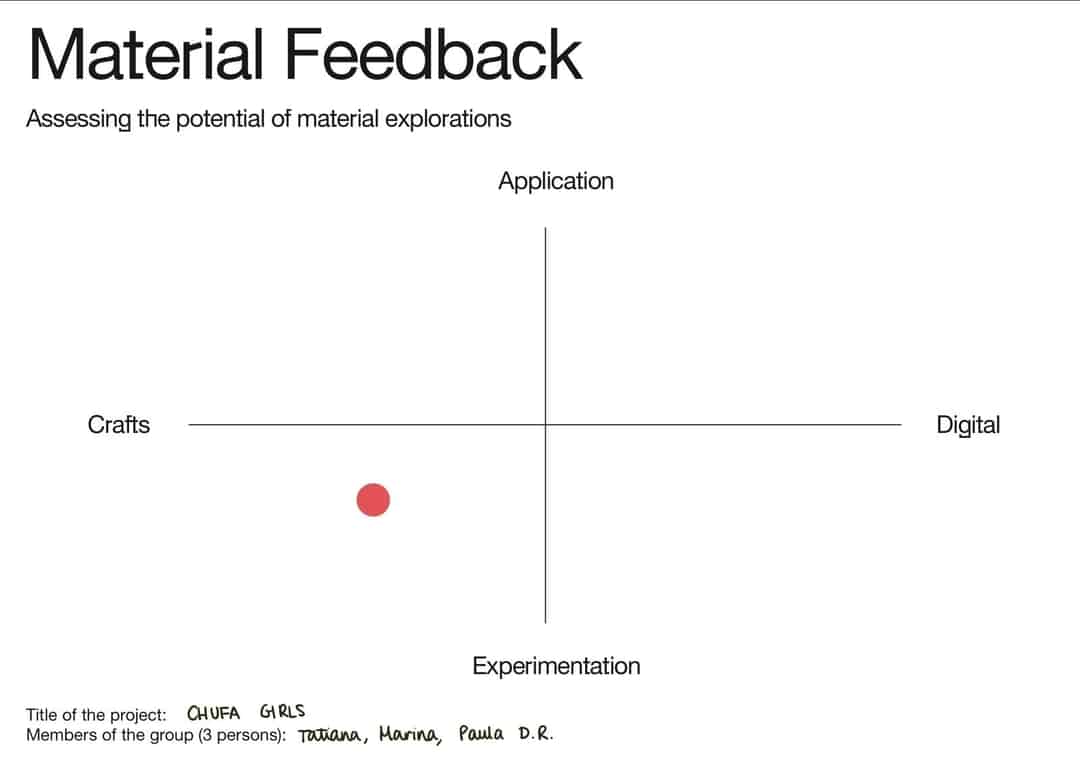 Material Feedback
Assessing the potential of material explorations
Application
Crafts
Digital
Experimentation
Title of the project: CHUFA GIRLS
Members of the group (3 persons): Tatiana, Marina, Paula D.R.